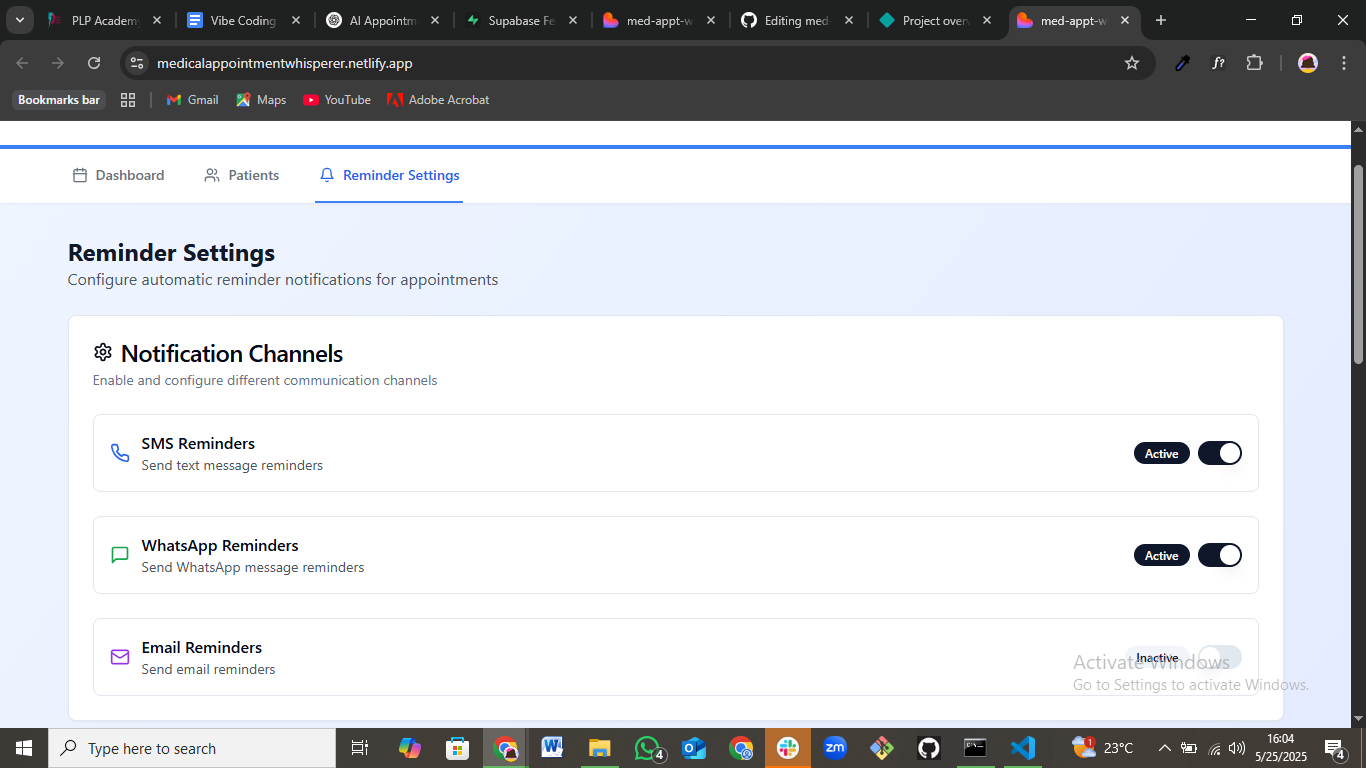 PLP Academy
Vibe Coding
AI Appointm
Supabase Fe
med-appt-w
Editing med-
Project over
med-appt-w
medicalappointmentwhisperer.netlify.app
f?
Bookmarks bar
Gmail
Maps
YouTube
Adobe Acrobat
Dashboard
Patients
Reminder Settings
Reminder Settings
Configure automatic reminder notifications for appointments
Notification Channels
Enable and configure different communication channels
SMS Reminders
Send text message reminders
Active
WhatsApp Reminders
Send WhatsApp message reminders
Active
Email Reminders
Send email reminders
Inactive
Activate Windows
Go to Settings to activate Windows.
Type here to search
4
zm
1
23°C
16:04
5/25/2025
4